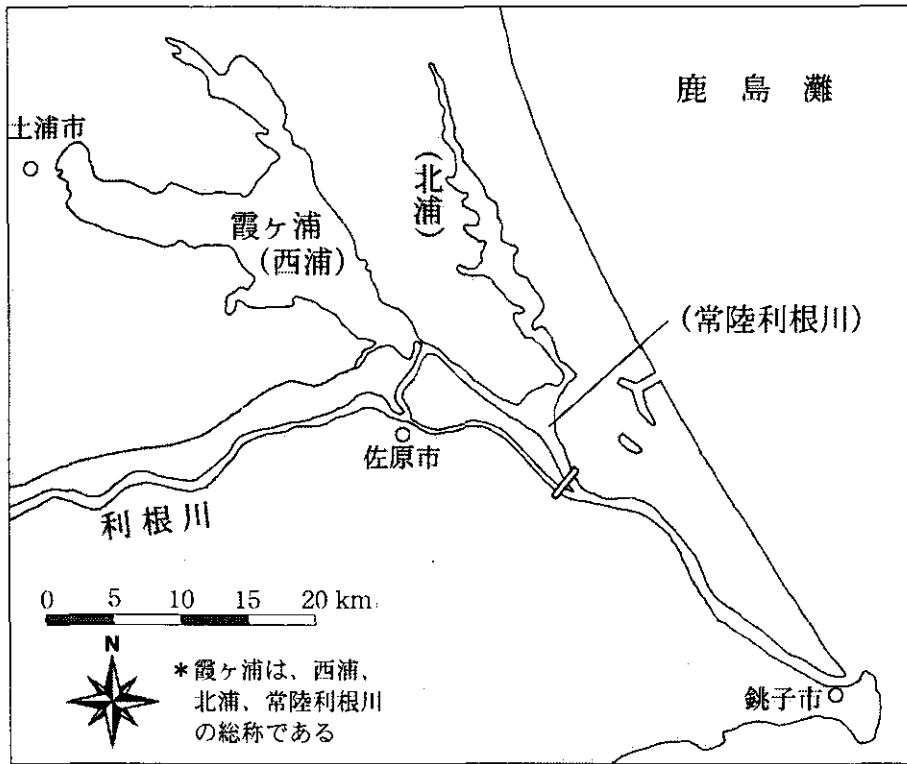 鹿島灘
土浦市
(北浦)
霞ヶ浦
(西浦)
(常陸利根川)
佐原市
利根川
0 5 10 15 20 km
N
*霞ヶ浦は、西浦、
北浦、常陸利根川
の総称である
銚子市